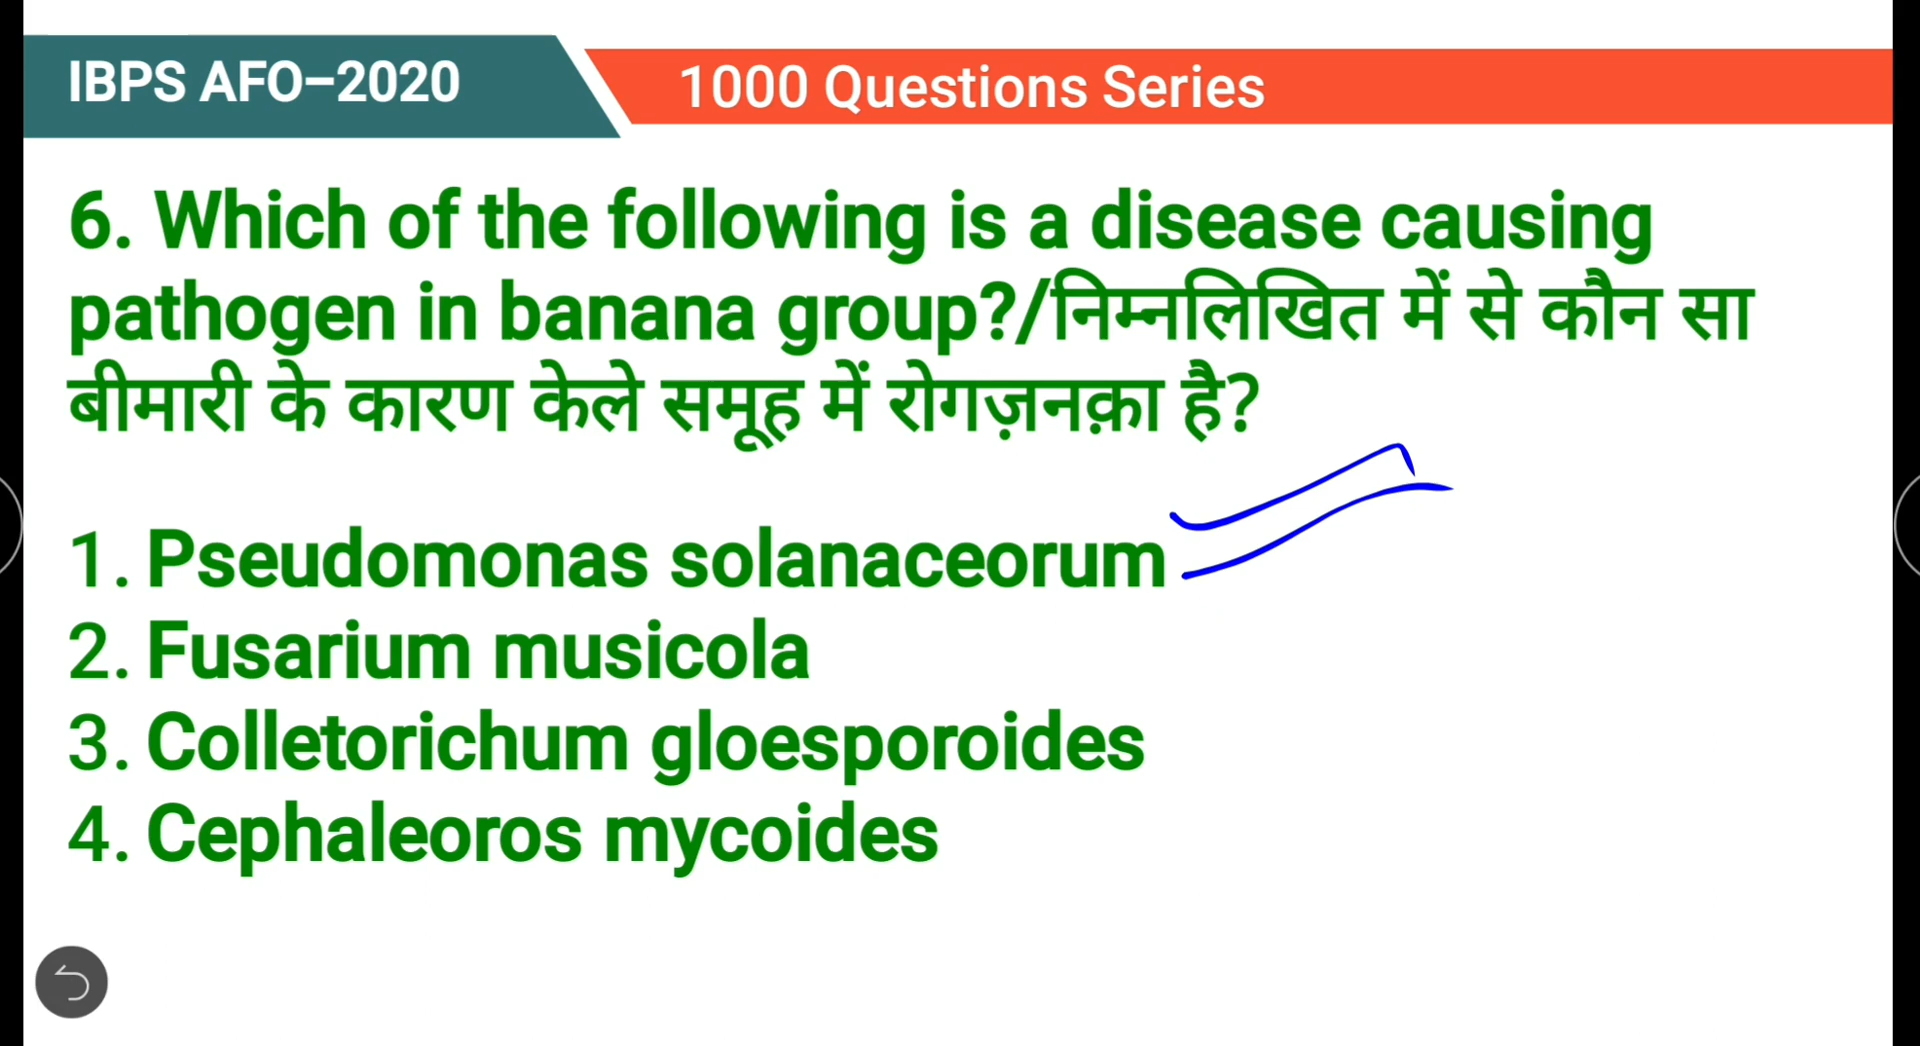 IBPS AFO–2020
1000 Questions Series
6. Which of the following is a disease causing
pathogen in banana group?/निम्नलिखित में से कौन सा
बीमारी के कारण केले समूह में रोगज़नक़ा है?
1. Pseudomonas solanaceorum
2. Fusarium musicola
3. Colletorichum gloesporoides
4. Cephaleoros mycoides